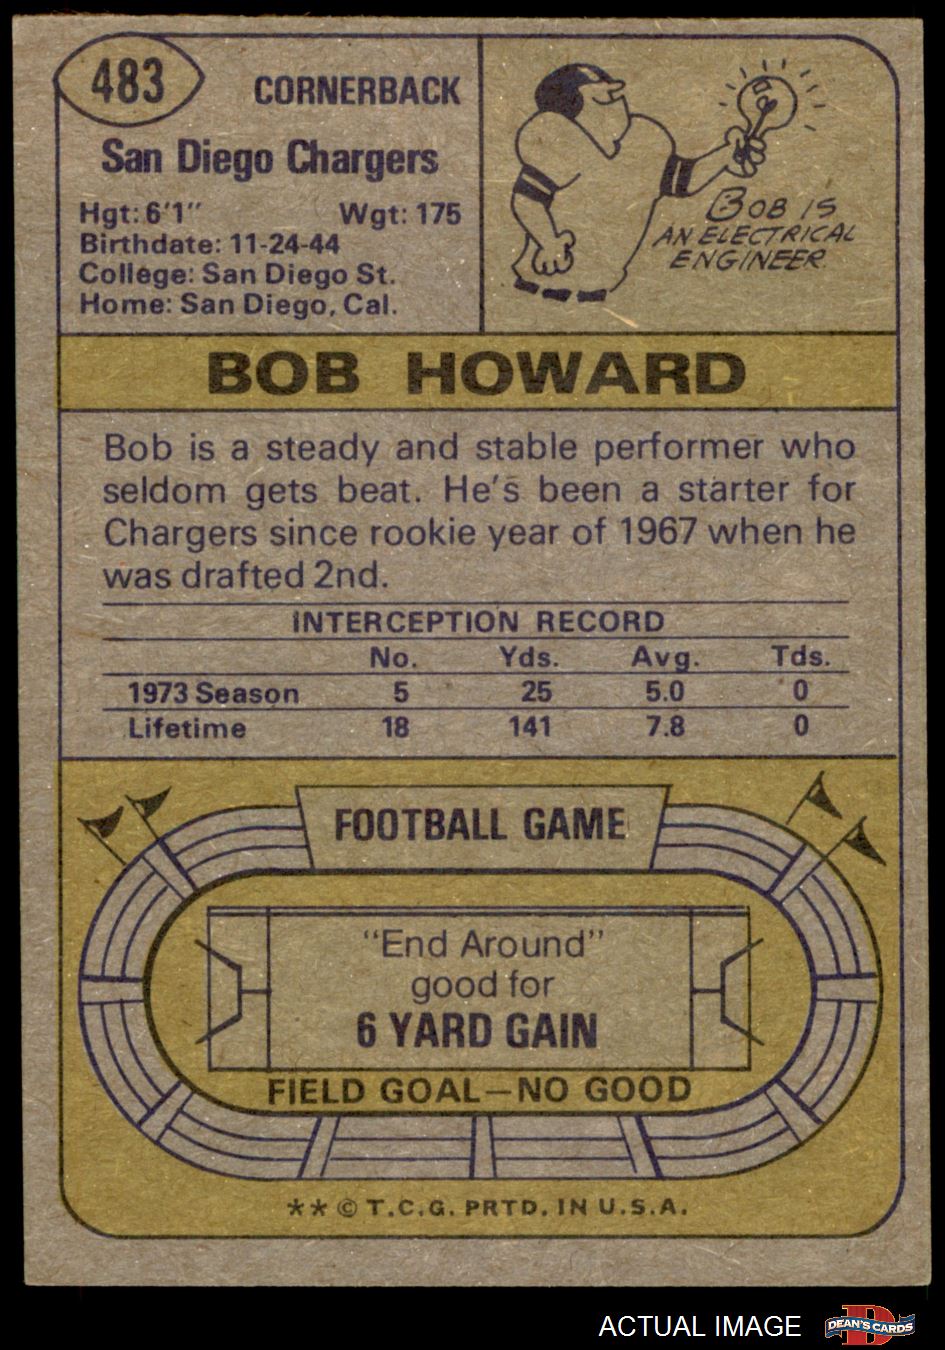 483
CORNERBACK
San Diego Chargers
Hgt: 6'1" Wgt: 175
Birthdate: 11-24-44
College: San Diego St.
Home: San Diego, Cal.
BOB IS
AN ELECTRICAL
ENGINEER
BOB HOWARD
Bob is a steady and stable performer who
seldom gets beat. He's been a starter for
Chargers since rookie year of 1967 when he
was drafted 2nd.
INTERCEPTION RECORD
No. Yds. Avg. Tds.
1973 Season 5 25 5.0 0
Lifetime 18 141 7.8 0
FOOTBALL GAME
"End Around"
good for
6 YARD GAIN
FIELD GOAL—NO GOOD
** © T.C.G. PRTD. IN U.S.A.
ACTUAL IMAGE
D
DEAN'S CARDS